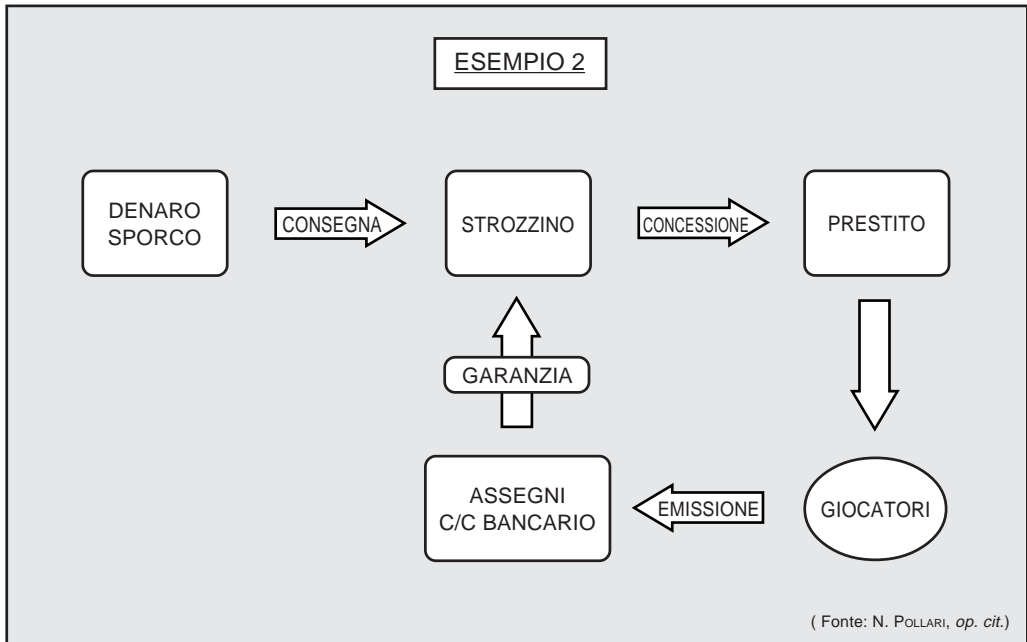 ESEMPIO 2
DENARO
SPORCO
CONSEGNA
STROZZINO
CONCESSIONE
PRESTITO
GARANZIA
ASSEGNI
C/C BANCARIO
EMISSIONE
GIOCATORI
( Fonte: N. POLLARI, op. cit.)